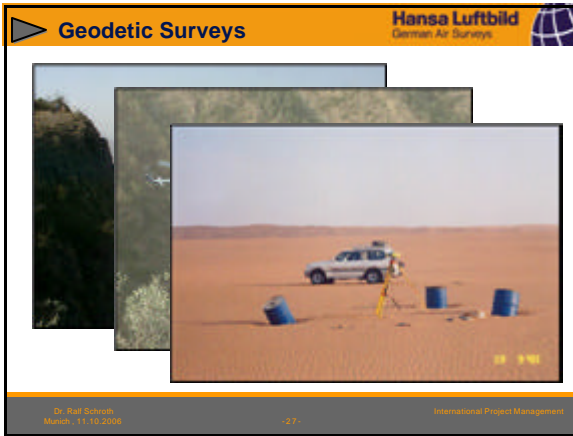 Geodetic Surveys
Hansa Luftbild
German Air Surveys
Dr. Ralf Schroth
Munich , 11.10.2006
-27-
International Project Management